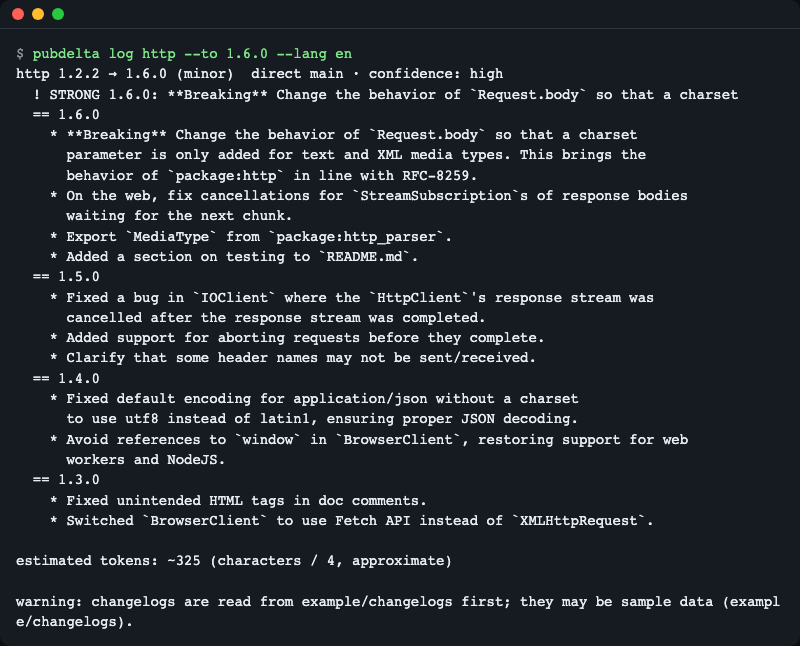 $ pubdelta log http --to 1.6.0 --lang en
http 1.2.2 → 1.6.0 (minor)  direct main · confidence: high
  ! STRONG 1.6.0: **Breaking** Change the behavior of `Request.body` so that a charset
  == 1.6.0
    * **Breaking** Change the behavior of `Request.body` so that a charset
      parameter is only added for text and XML media types. This brings the
      behavior of `package:http` in line with RFC-8259.
    * On the web, fix cancellations for `StreamSubscription`s of response bodies
      waiting for the next chunk.
    * Export `MediaType` from `package:http_parser`.
    * Added a section on testing to `README.md`.
  == 1.5.0
    * Fixed a bug in `IOClient` where the `HttpClient`'s response stream was
      cancelled after the response stream was completed.
    * Added support for aborting requests before they complete.
    * Clarify that some header names may not be sent/received.
  == 1.4.0
    * Fixed default encoding for application/json without a charset
      to use utf8 instead of latin1, ensuring proper JSON decoding.
    * Avoid references to `window` in `BrowserClient`, restoring support for web
      workers and NodeJS.
  == 1.3.0
    * Fixed unintended HTML tags in doc comments.
    * Switched `BrowserClient` to use Fetch API instead of `XMLHttpRequest`.

estimated tokens: ~325 (characters / 4, approximate)

warning: changelogs are read from example/changelogs first; they may be sample data (exampl
e/changelogs).